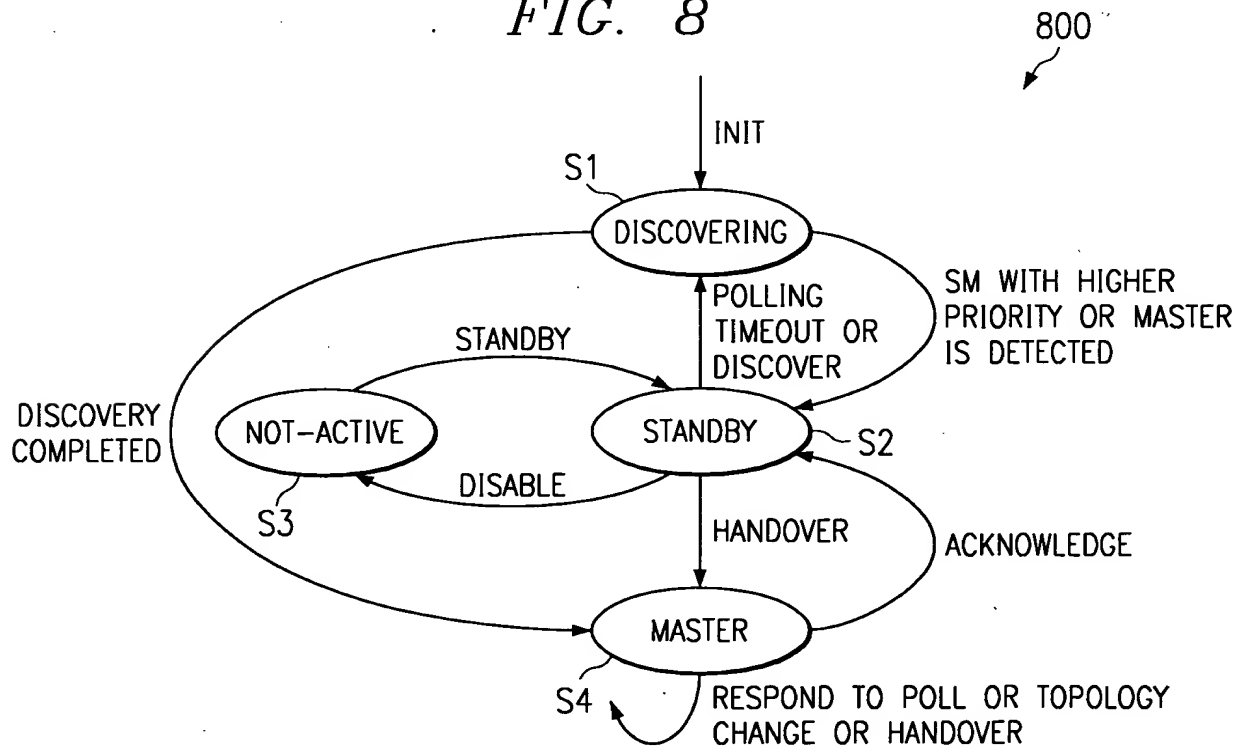 FIG. 8
800
INIT
S1
DISCOVERING
SM WITH HIGHER
PRIORITY OR MASTER
IS DETECTED
POLLING
TIMEOUT OR
DISCOVER
STANDBY
DISCOVERY
COMPLETED
NOT-ACTIVE
STANDBY
S2
DISABLE
S3
HANDOVER
ACKNOWLEDGE
MASTER
S4
RESPOND TO POLL OR TOPOLOGY
CHANGE OR HANDOVER